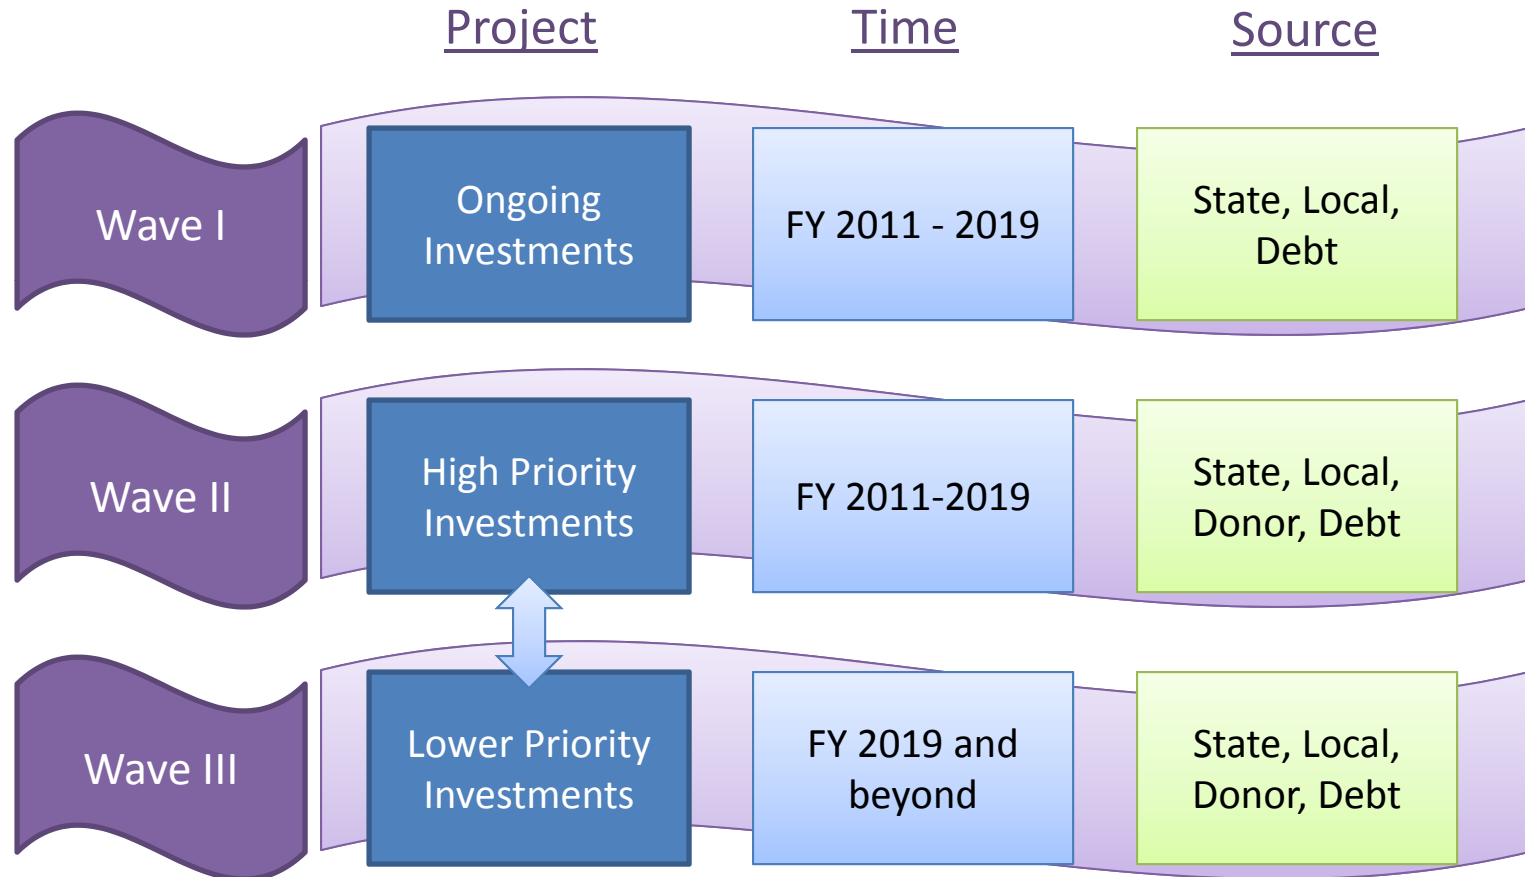 Project Time Source
Wave I
Ongoing
Investments
FY 2011 - 2019
State, Local,
Debt
Wave II
High Priority
Investments
FY 2011-2019
State, Local,
Donor, Debt
Wave III
Lower Priority
Investments
FY 2019 and
beyond
State, Local,
Donor, Debt